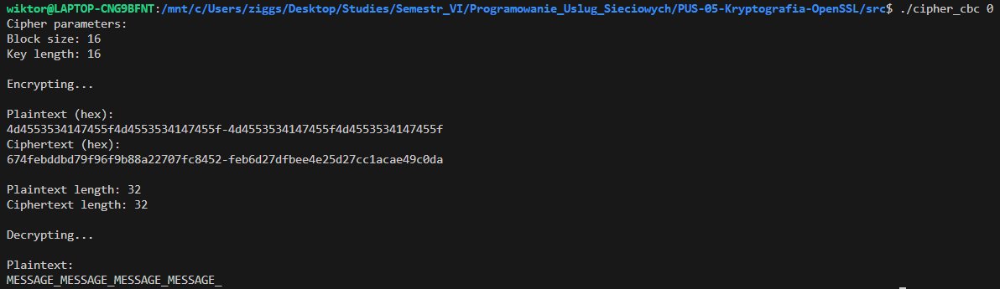 wiktor@LAPTOP-CNG9BFNT:/mnt/c/Users/ziggs/Desktop/Studies/Semestr_VI/Programowanie_Uslug_Sieciowych/PUS-05-Kryptografia-OpenSSL/src$ ./cipher_cbc 0
Cipher parameters:
Block size: 16
Key length: 16
Encrypting...
Plaintext (hex):
4d4553534147455f4d4553534147455f-4d4553534147455f4d4553534147455f
Ciphertext (hex):
674febddbd79f96f9b88a22707fc8452-feb6d27dfbee4e25d27cc1acae49c0da
Plaintext length: 32
Ciphertext length: 32
Decrypting...
Plaintext:
MESSAGE_MESSAGE_MESSAGE_MESSAGE_